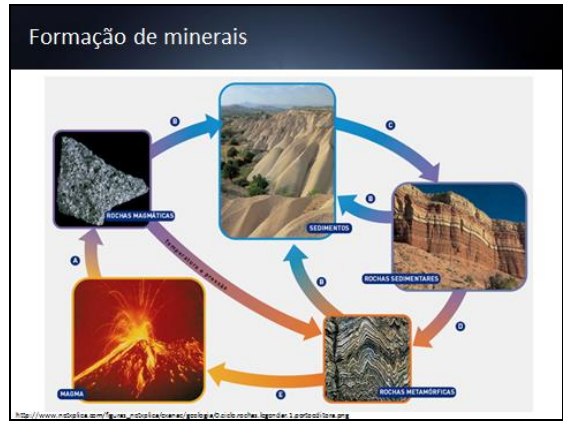 Formação de minerais
B
C
ROCHAS MAGMÁTICAS
B
SEDIMENTOS
ROCHAS SEDIMENTARES
Temperatura e pressão
A
B
D
MAGMA
E
ROCHAS METAMÓRFICAS